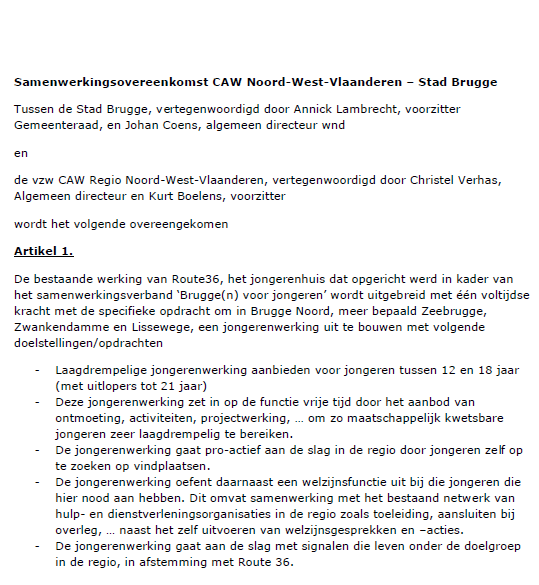 Samenwerkingsovereenkomst CAW Noord-West-Vlaanderen – Stad Brugge
Tussen de Stad Brugge, vertegenwoordigd door Annick Lambrecht, voorzitter
Gemeenteraad, en Johan Coens, algemeen directeur wnd
en
de vzw CAW Regio Noord-West-Vlaanderen, vertegenwoordigd door Christel Verhas,
Algemeen directeur en Kurt Boelens, voorzitter
wordt het volgende overeengekomen
Artikel 1.
De bestaande werking van Route36, het jongerenhuis dat opgericht werd in kader van
het samenwerkingsverband ‘Brugge(n) voor jongeren’ wordt uitgebreid met één voltijdse
kracht met de specifieke opdracht om in Brugge Noord, meer bepaald Zeebrugge,
Zwankendamme en Lissewege, een jongerenwerking uit te bouwen met volgende
doelstellingen/opdrachten
- Laagdrempelige jongerenwerking aanbieden voor jongeren tussen 12 en 18 jaar
(met uitlopers tot 21 jaar)
- Deze jongerenwerking zet in op de functie vrije tijd door het aanbod van
ontmoeting, activiteiten, projectwerking, … om zo maatschappelijk kwetsbare
jongeren zeer laagdrempelig te bereiken.
- De jongerenwerking gaat pro-actief aan de slag in de regio door jongeren zelf op
te zoeken op vindplaatsen.
- De jongerenwerking oefent daarnaast een welzijnsfunctie uit bij die jongeren die
hier nood aan hebben. Dit omvat samenwerking met het bestaand netwerk van
hulp- en dienstverleningsorganisaties in de regio zoals toeleiding, aansluiten bij
overleg, … naast het zelf uitvoeren van welzijnsgesprekken en –acties.
- De jongerenwerking gaat aan de slag met signalen die leven onder de doelgroep
in de regio, in afstemming met Route 36.